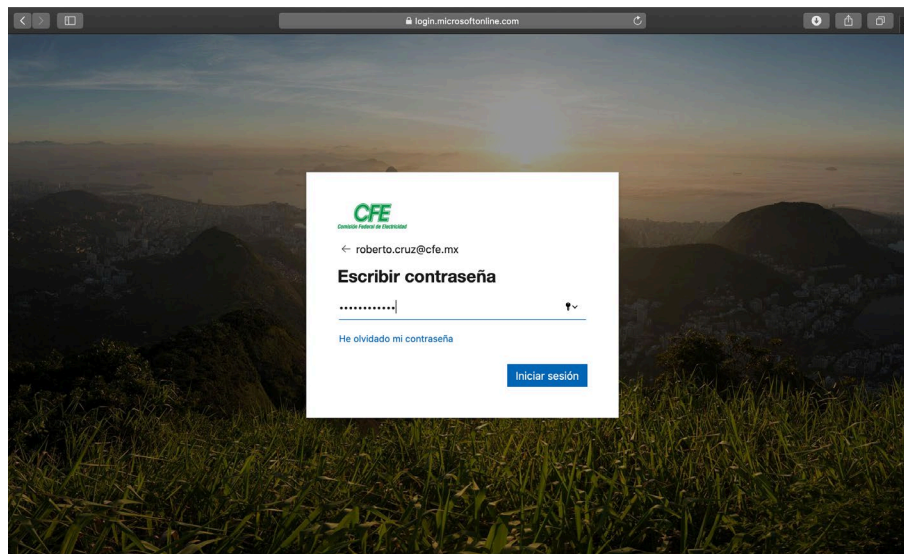 login.microsoftonline.com
CFE
Comisión Federal de Electricidad
roberto.cruz@cfe.mx
Escribir contraseña
••••••••••••
He olvidado mi contraseña
Iniciar sesión